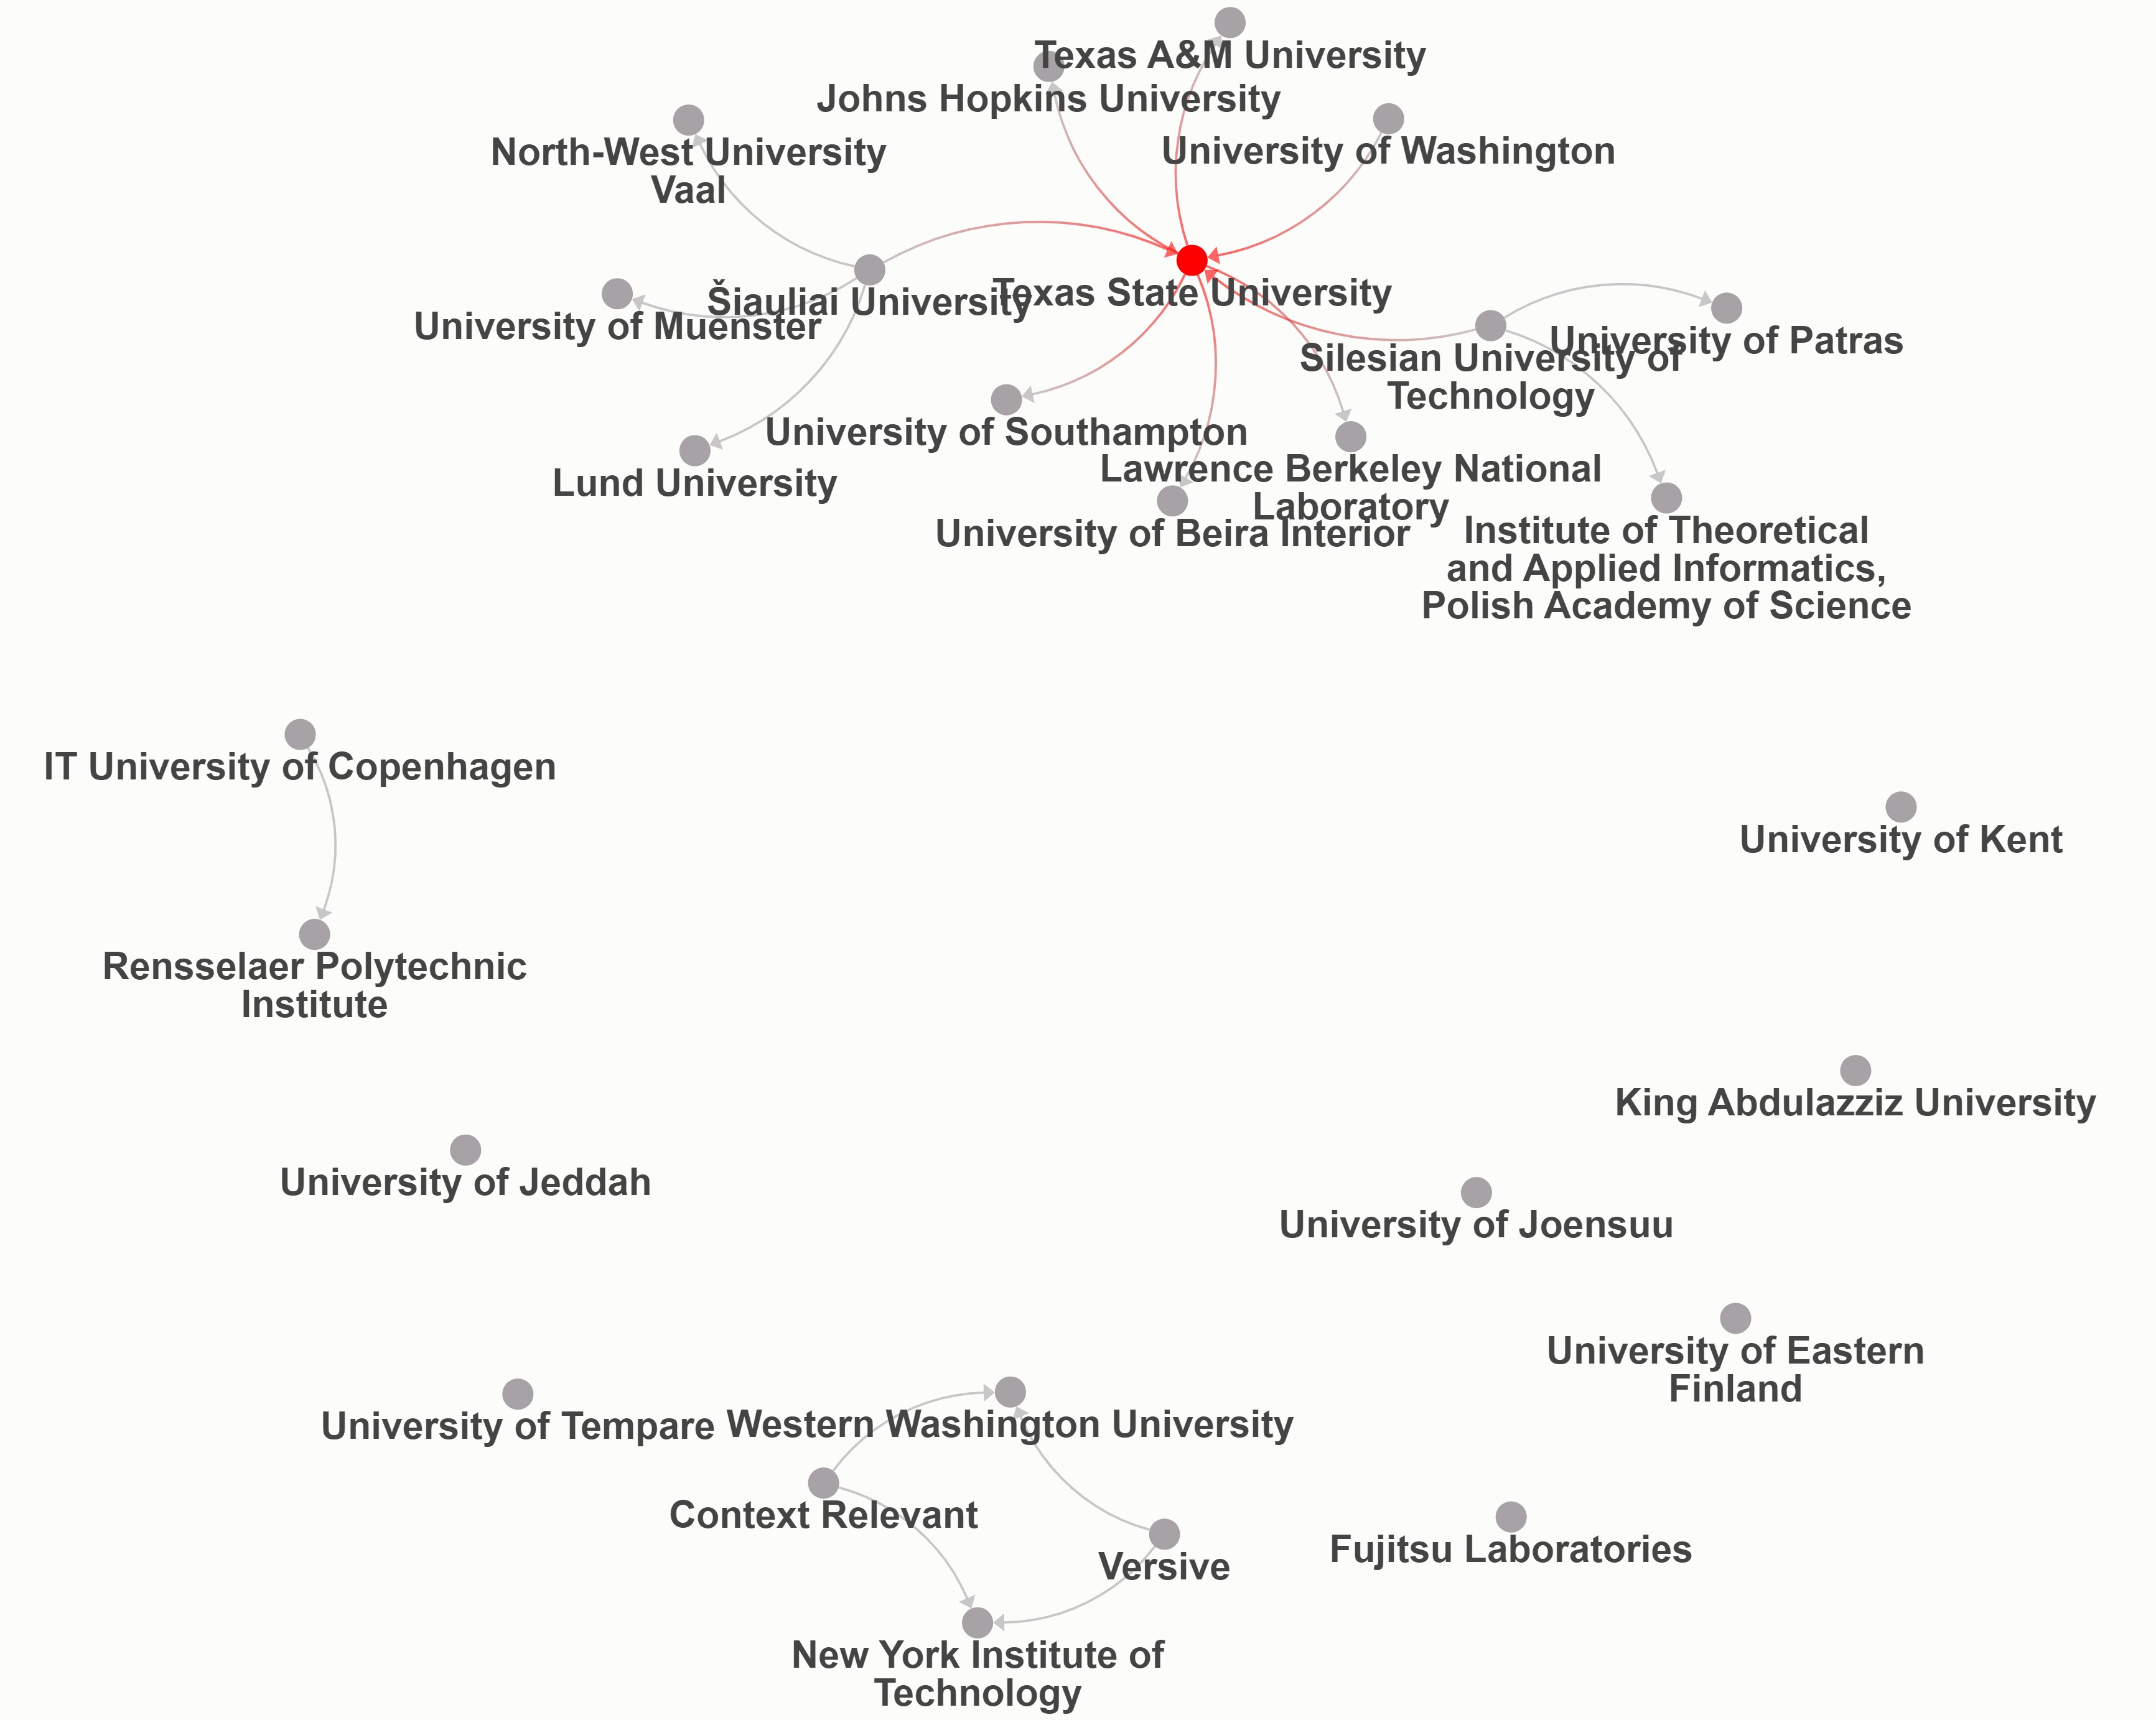 Texas A&M University
Johns Hopkins University
University of Washington
North-West University
Vaal
Texas State University
Šiauliai University
University of Muenster
University of Patras
Silesian University of
Technology
University of Southampton
Lund University
Lawrence Berkeley National
Laboratory
University of Beira Interior
Institute of Theoretical
and Applied Informatics,
Polish Academy of Science
IT University of Copenhagen
University of Kent
Rensselaer Polytechnic
Institute
King Abdulazziz University
University of Jeddah
University of Joensuu
University of Eastern
Finland
University of Tempare
Western Washington University
Context Relevant
Versive
Fujitsu Laboratories
New York Institute of
Technology